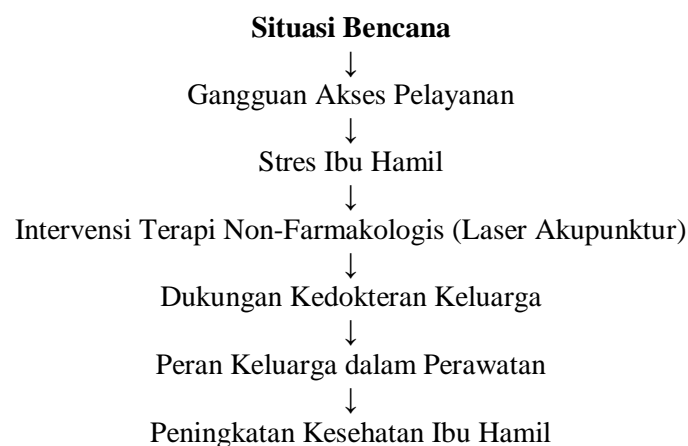 Situasi Bencana
↓
Gangguan Akses Pelayanan
↓
Stres Ibu Hamil
↓
Intervensi Terapi Non-Farmakologis (Laser Akupunktur)
↓
Dukungan Kedokteran Keluarga
↓
Peran Keluarga dalam Perawatan
↓
Peningkatan Kesehatan Ibu Hamil